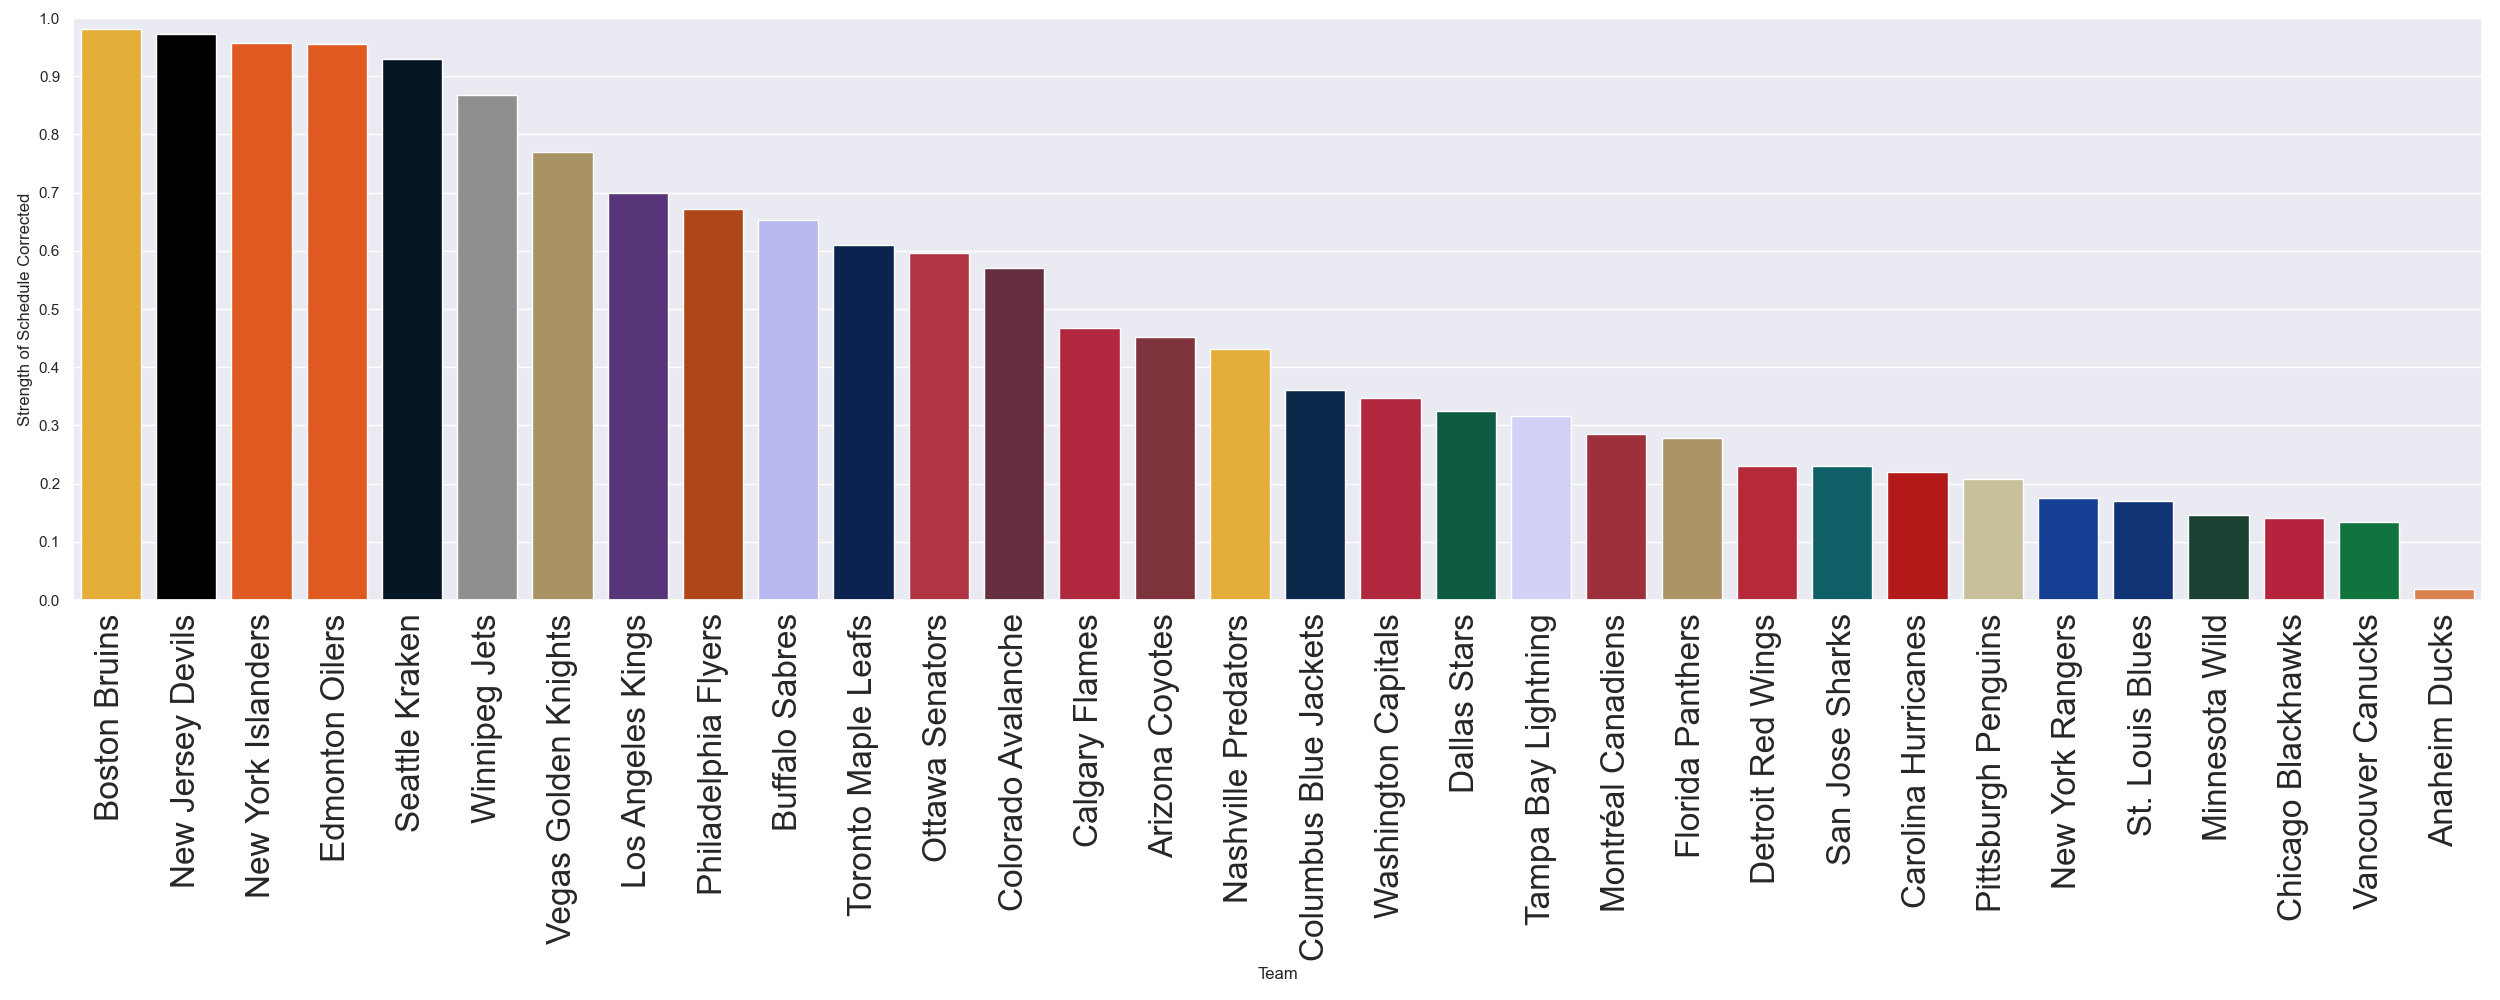 1.0
0.9
0.8
0.7
0.6
0.5
0.4
0.3
0.2
0.1
0.0
Strength of Schedule Corrected
Boston Bruins
New Jersey Devils
New York Islanders
Edmonton Oilers
Seattle Kraken
Winnipeg Jets
Vegas Golden Knights
Los Angeles Kings
Philadelphia Flyers
Buffalo Sabres
Toronto Maple Leafs
Ottawa Senators
Colorado Avalanche
Calgary Flames
Arizona Coyotes
Nashville Predators
Columbus Blue Jackets
Washington Capitals
Dallas Stars
Tampa Bay Lightning
Montréal Canadiens
Florida Panthers
Detroit Red Wings
San Jose Sharks
Carolina Hurricanes
Pittsburgh Penguins
New York Rangers
St. Louis Blues
Minnesota Wild
Chicago Blackhawks
Vancouver Canucks
Anaheim Ducks
Team